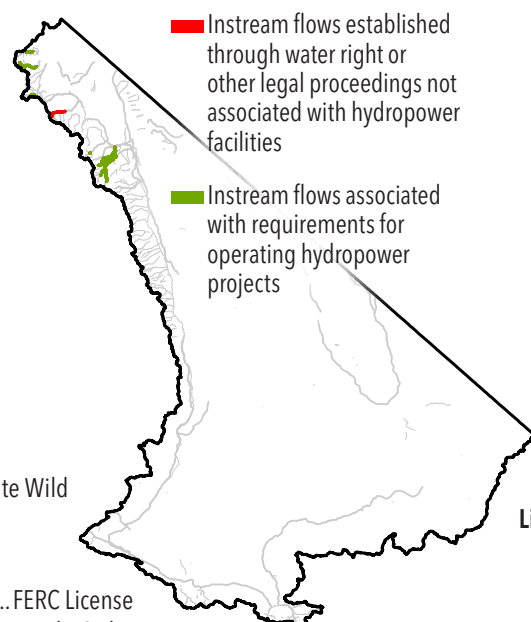 Instream flows established
through water right or
other legal proceedings not
associated with hydropower
facilities
Instream flows associated
with requirements for
operating hydropower
projects
te Wild
Li
...FERC License